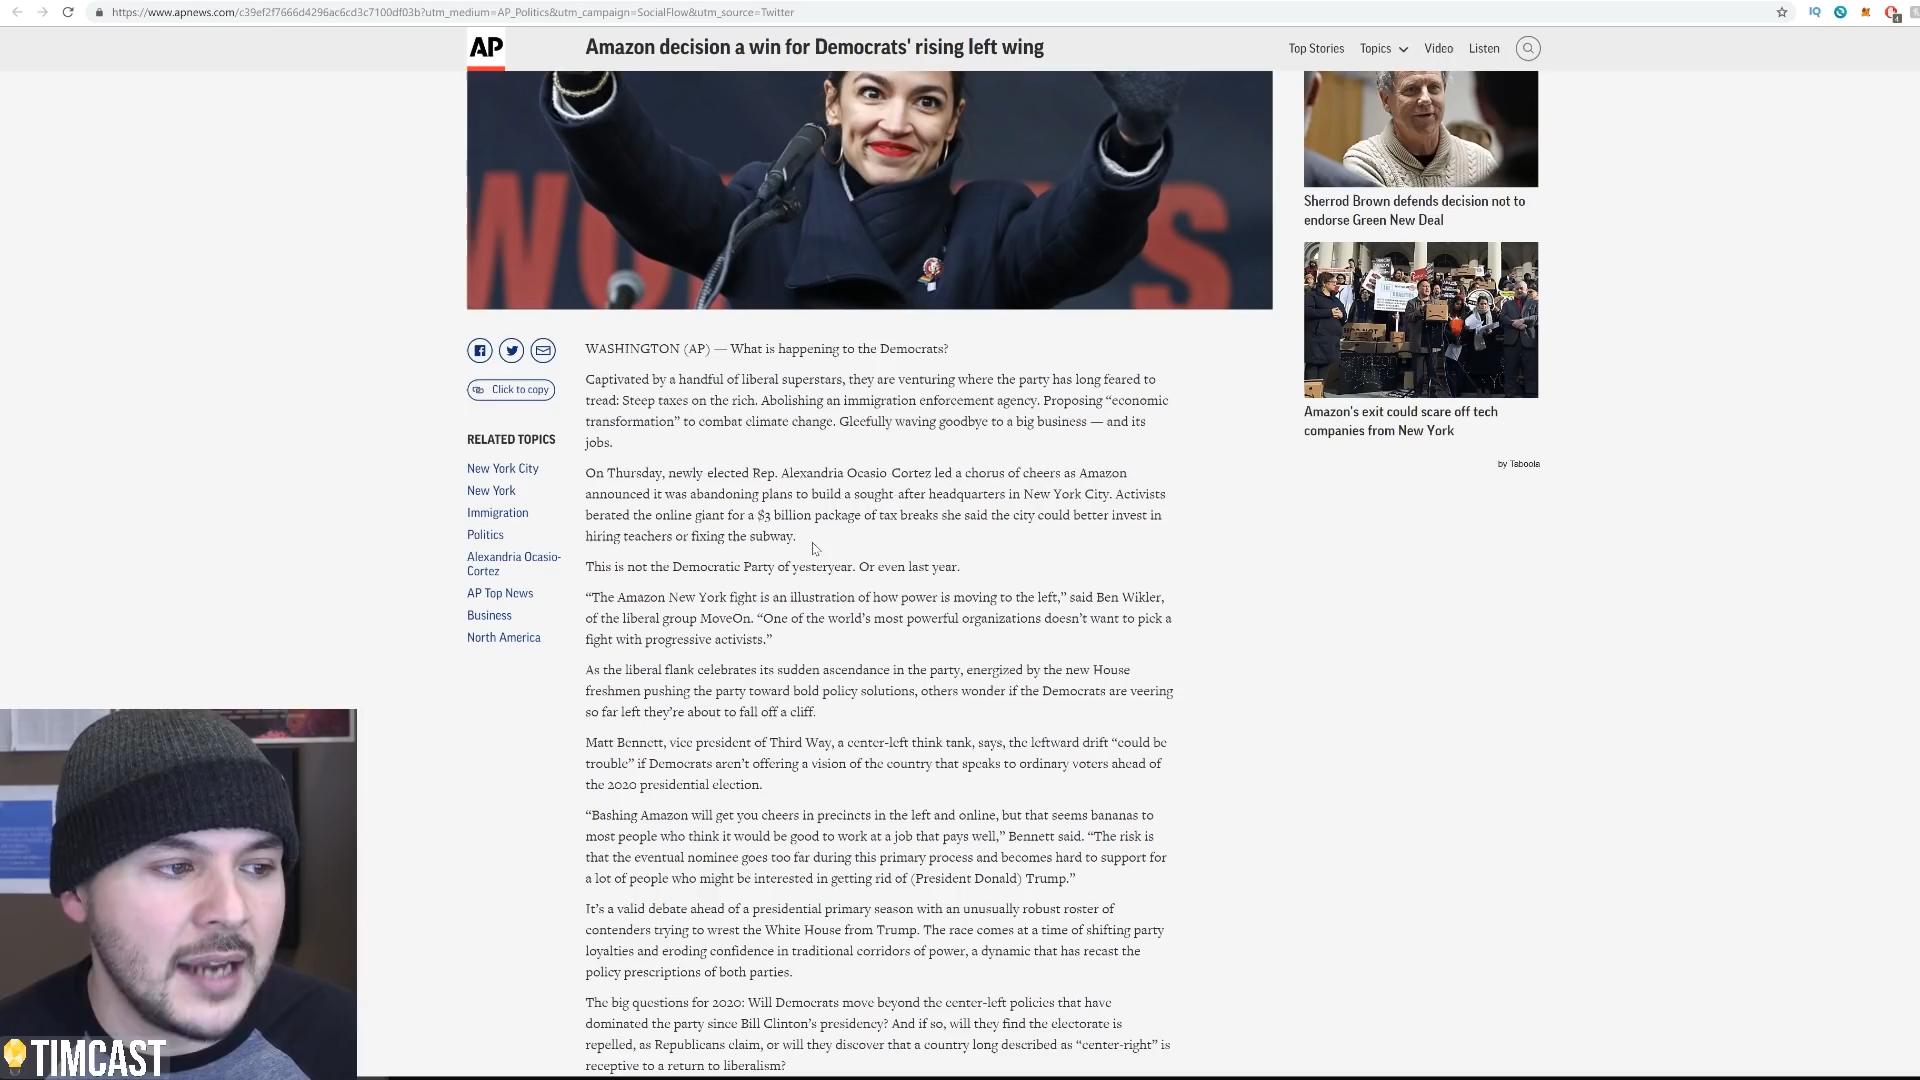 https://www.apnews.com/c39ef2f7666d4296ac6cd3c7100df03b?utm_medium=AP_Politics&utm_campaign=SocialFlow&utm_source=Twitter
AP
Amazon decision a win for Democrats' rising left wing
Top Stories
Topics
Video
Listen
WO
S
Sherrod Brown defends decision not to
endorse Green New Deal
Amazon's exit could scare off tech
companies from New York
by Taboola
Click to copy
RELATED TOPICS
New York City
New York
Immigration
Politics
Alexandria Ocasio-
Cortez
AP Top News
Business
North America
WASHINGTON (AP) — What is happening to the Democrats?
Captivated by a handful of liberal superstars, they are venturing where the party has long feared to
tread: Steep taxes on the rich. Abolishing an immigration enforcement agency. Proposing “economic
transformation” to combat climate change. Gleefully waving goodbye to a big business — and its
jobs.
On Thursday, newly elected Rep. Alexandria Ocasio Cortez led a chorus of cheers as Amazon
announced it was abandoning plans to build a sought after headquarters in New York City. Activists
berated the online giant for a $3 billion package of tax breaks she said the city could better invest in
hiring teachers or fixing the subway.
This is not the Democratic Party of yesteryear. Or even last year.
“The Amazon New York fight is an illustration of how power is moving to the left,” said Ben Wikler,
of the liberal group MoveOn. “One of the world’s most powerful organizations doesn’t want to pick a
fight with progressive activists.”
As the liberal flank celebrates its sudden ascendance in the party, energized by the new House
freshmen pushing the party toward bold policy solutions, others wonder if the Democrats are veering
so far left they’re about to fall off a cliff.
Matt Bennett, vice president of Third Way, a center-left think tank, says, the leftward drift “could be
trouble” if Democrats aren’t offering a vision of the country that speaks to ordinary voters ahead of
the 2020 presidential election.
“Bashing Amazon will get you cheers in precincts in the left and online, but that seems bananas to
most people who think it would be good to work at a job that pays well,” Bennett said. “The risk is
that the eventual nominee goes too far during this primary process and becomes hard to support for
a lot of people who might be interested in getting rid of (President Donald) Trump.”
It’s a valid debate ahead of a presidential primary season with an unusually robust roster of
contenders trying to wrest the White House from Trump. The race comes at a time of shifting party
loyalties and eroding confidence in traditional corridors of power, a dynamic that has recast the
policy prescriptions of both parties.
The big questions for 2020: Will Democrats move beyond the center-left policies that have
dominated the party since Bill Clinton’s presidency? And if so, will they find the electorate is
repelled, as Republicans claim, or will they discover that a country long described as “center-right” is
receptive to a return to liberalism?
TIMCAST